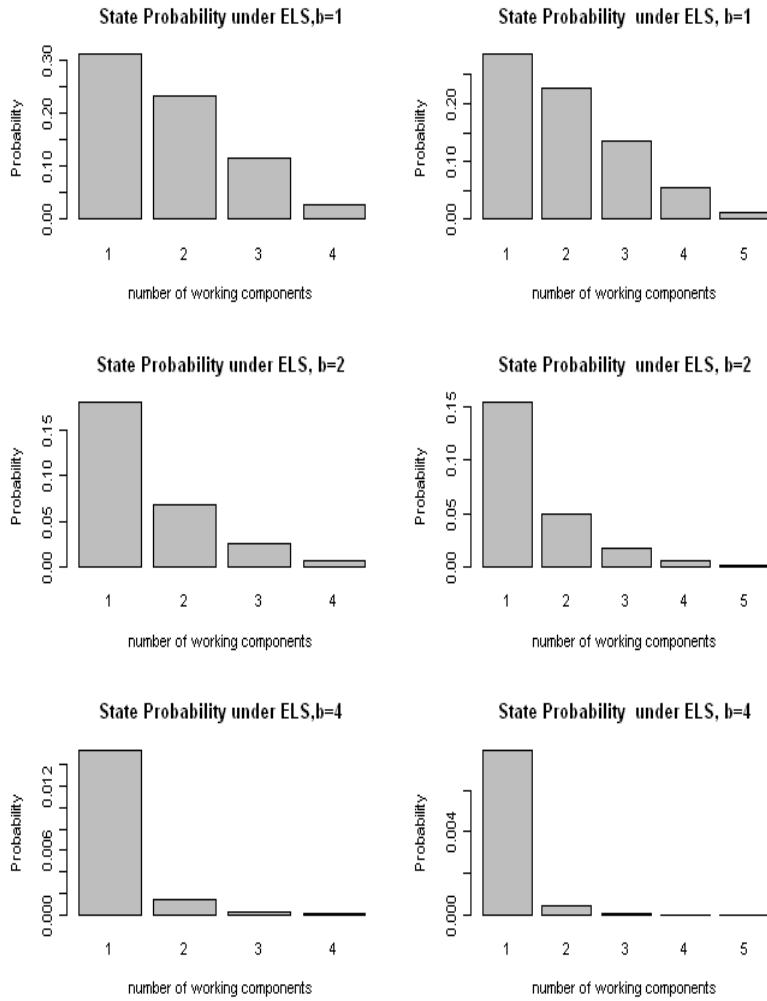 State Probability under ELS,b=1
Probability
0.00 0.10 0.20 0.30
1 2 3 4
number of working components
State Probability  under ELS, b=1
Probability
0.00 0.10 0.20
1 2 3 4 5
number of working components
State Probability under ELS, b=2
Probability
0.00 0.05 0.10 0.15
1 2 3 4
number of working components
State Probability  under ELS, b=2
Probability
0.00 0.05 0.10 0.15
1 2 3 4 5
number of working components
State Probability under ELS,b=4
Probability
0.000 0.006 0.012
1 2 3 4
number of working components
State Probability  under ELS, b=4
Probability
0.000 0.004
1 2 3 4 5
number of working components